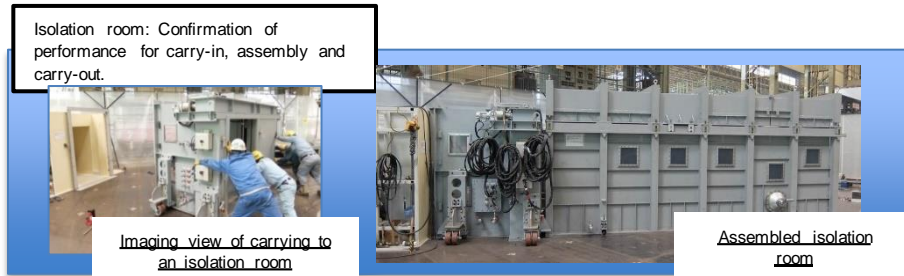 Isolation room: Confirmation of
performance for carry-in, assembly and
carry-out.
Imaging view of carrying to
an isolation room
Assembled isolation
room